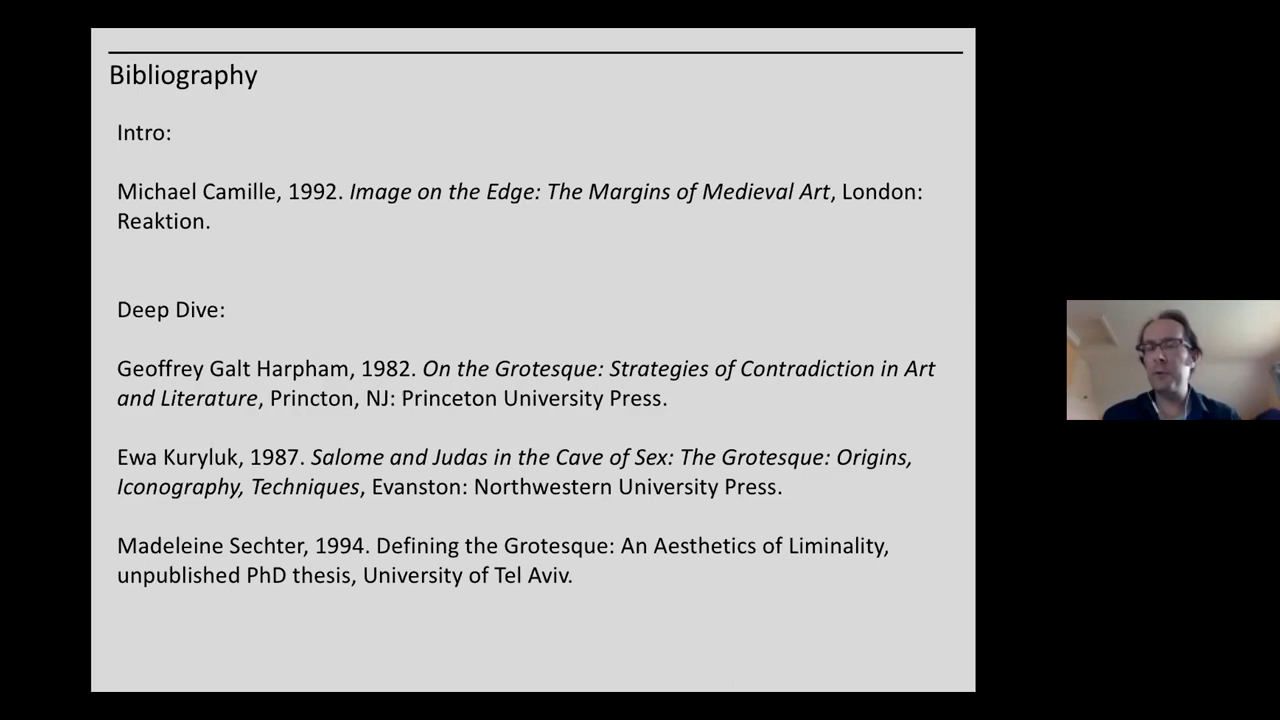 Bibliography
Intro:
Michael Camille, 1992. Image on the Edge: The Margins of Medieval Art, London:
Reaktion.
Deep Dive:
Geoffrey Galt Harpham, 1982. On the Grotesque: Strategies of Contradiction in Art
and Literature, Princton, NJ: Princeton University Press.
Ewa Kuryluk, 1987. Salome and Judas in the Cave of Sex: The Grotesque: Origins,
Iconography, Techniques, Evanston: Northwestern University Press.
Madeleine Sechter, 1994. Defining the Grotesque: An Aesthetics of Liminality,
unpublished PhD thesis, University of Tel Aviv.